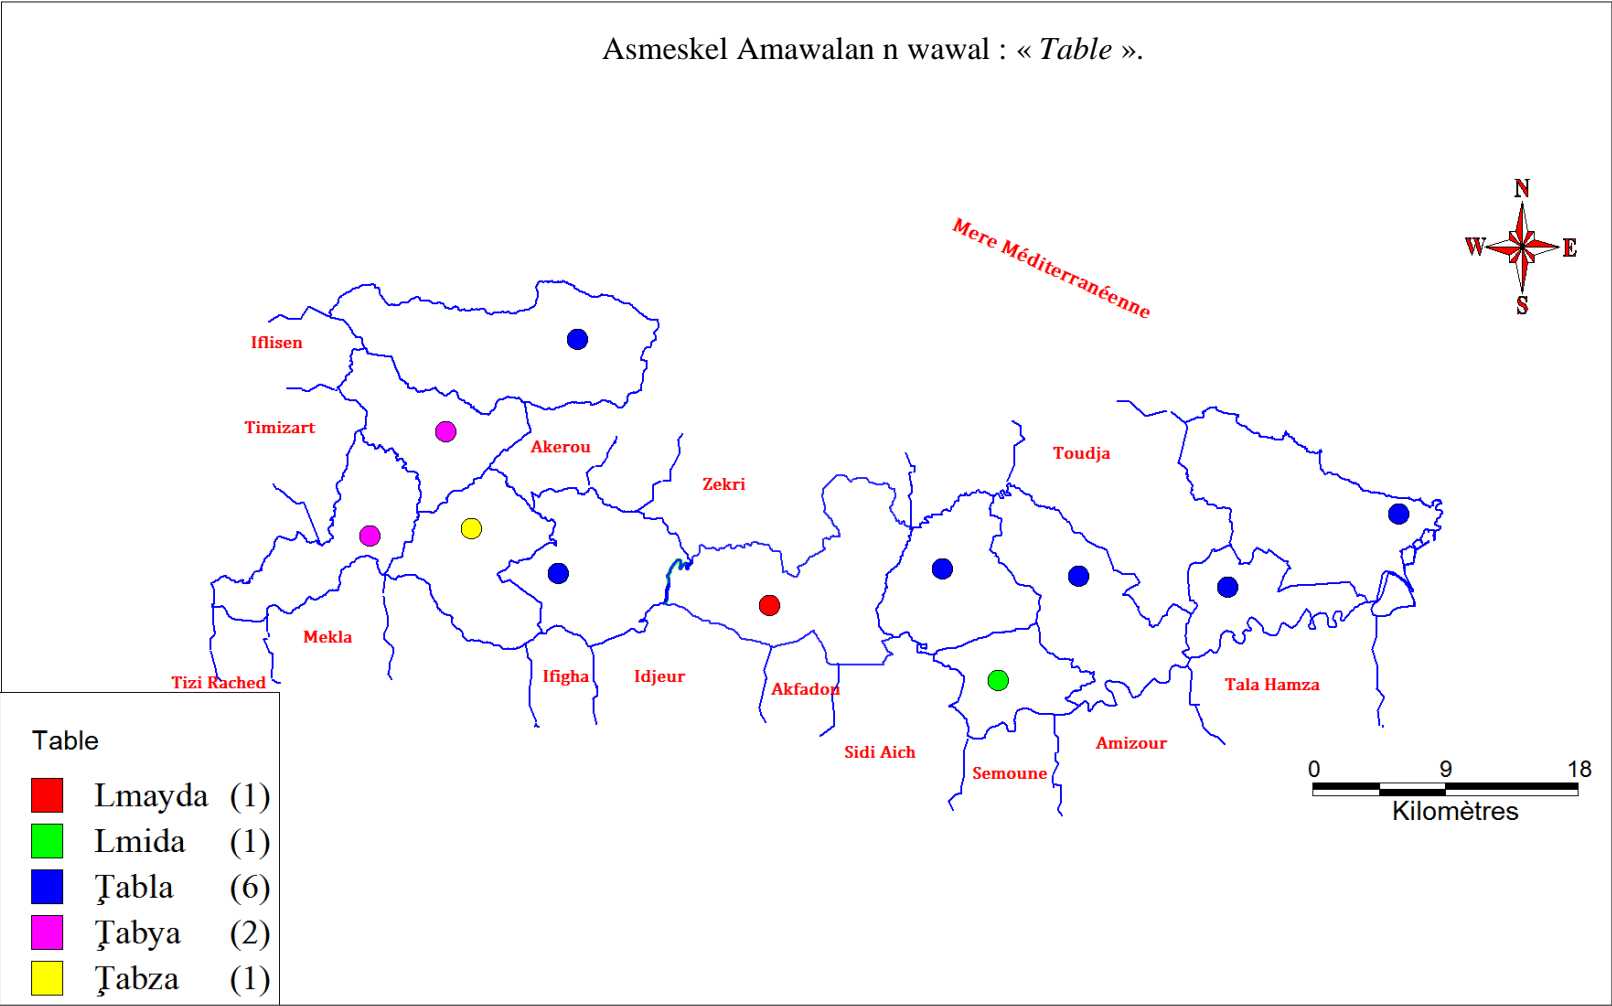 Asmeskel Amawalan n wawal : « Table ».
N
W E
S
Mere Méditerranéenne
Iflisen
Timizart
Akerou
Toudja
Zekri
Mekla
Tizi Rached
Ifigha
Idjeur
Akfadou
Tala Hamza
Sidi Aich
Amizour
Semoune
0 9 18
Kilomètres
Table
Lmayda (1)
Lmida (1)
Ţabla (6)
Ţabya (2)
Ţabza (1)